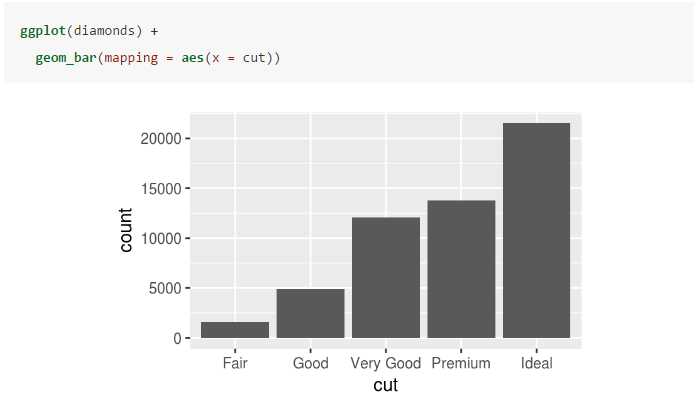 ggplot(diamonds) +
  geom_bar(mapping = aes(x = cut))
20000
15000
10000
5000
0
count
Fair Good Very Good Premium Ideal
cut